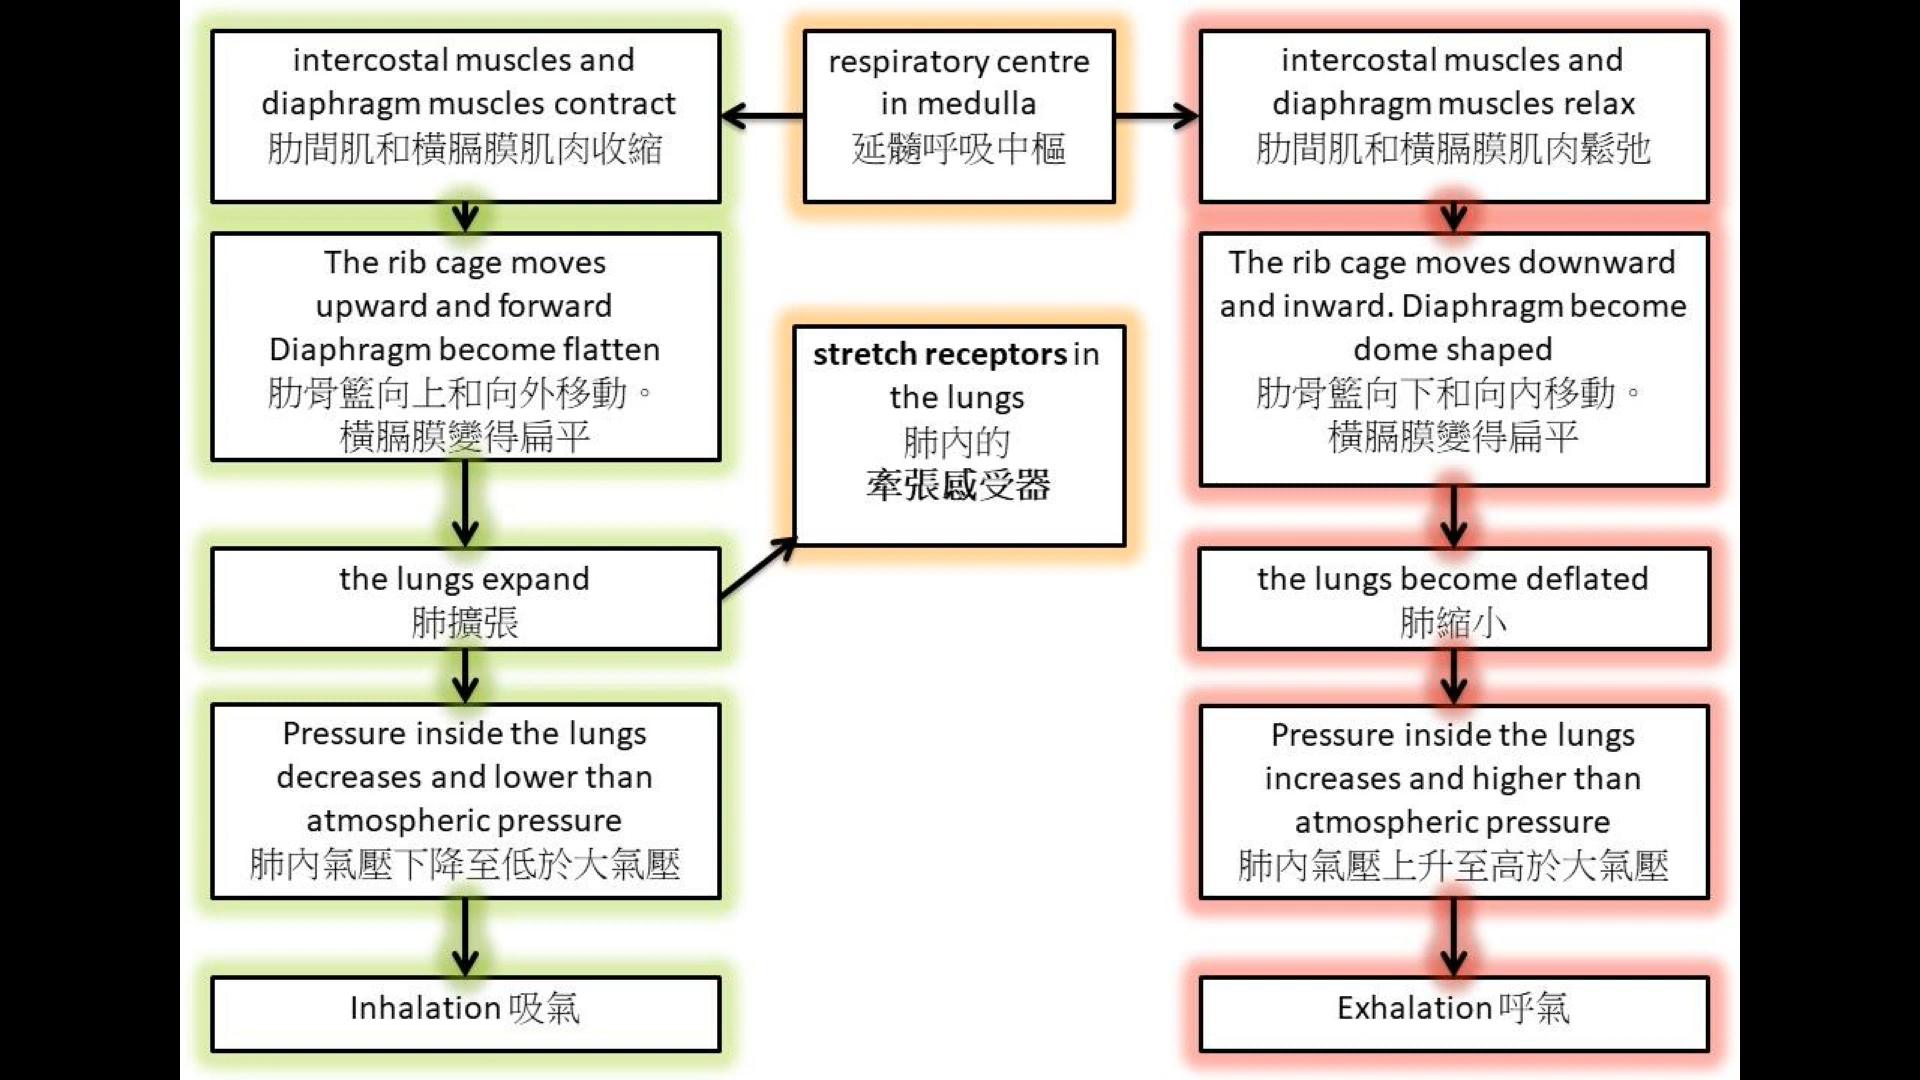 intercostal muscles and
diaphragm muscles contract
肋間肌和橫膈膜肌肉收縮
The rib cage moves
upward and forward
Diaphragm become flatten
肋骨籃向上和向外移動。
橫膈膜變得扁平
the lungs expand
肺擴張
Pressure inside the lungs
decreases and lower than
atmospheric pressure
肺內氣壓下降至低於大氣壓
Inhalation 吸氣
respiratory centre
in medulla
延髓呼吸中樞
stretch receptors in
the lungs
肺內的
牽張感受器
intercostal muscles and
diaphragm muscles relax
肋間肌和橫膈膜肌肉鬆弛
The rib cage moves downward
and inward. Diaphragm become
dome shaped
肋骨籃向下和向內移動。
橫膈膜變得扁平
the lungs become deflated
肺縮小
Pressure inside the lungs
increases and higher than
atmospheric pressure
肺內氣壓上升至高於大氣壓
Exhalation 呼氣